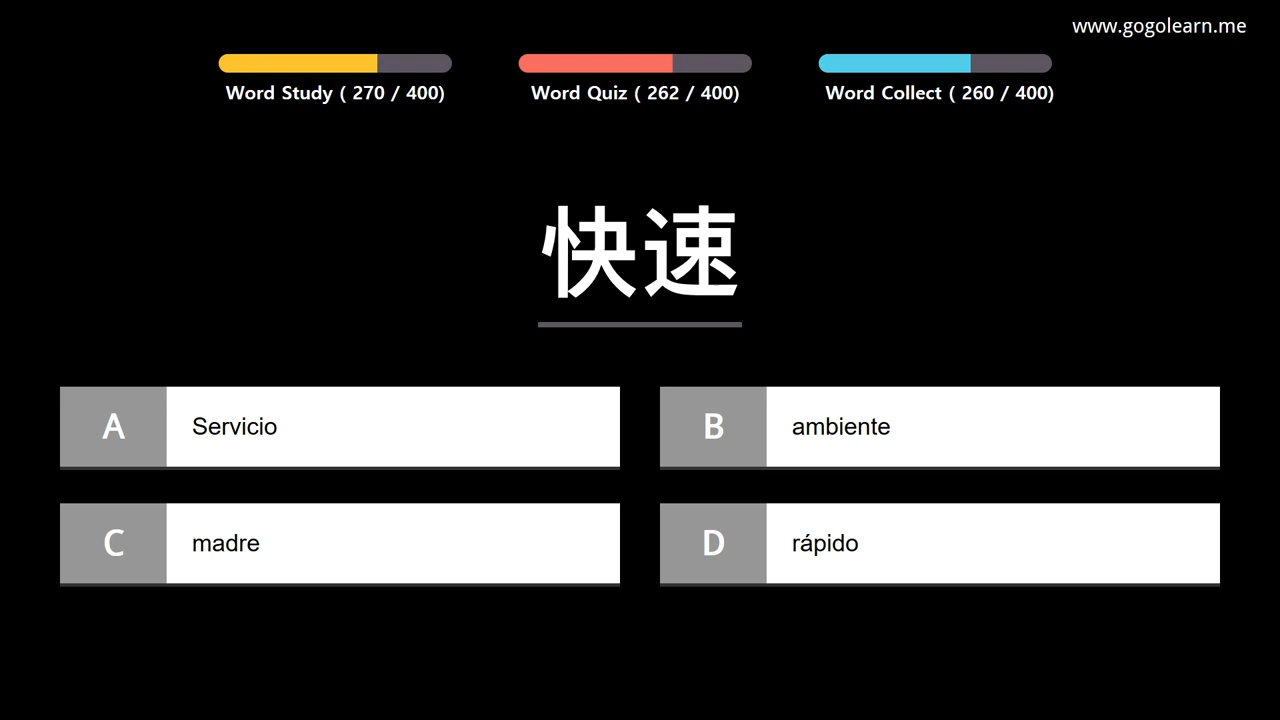 www.gogolearn.me
Word Study ( 270 / 400)
Word Quiz ( 262 / 400)
Word Collect ( 260 / 400)
快速
A Servicio
B ambiente
C madre
D rápido